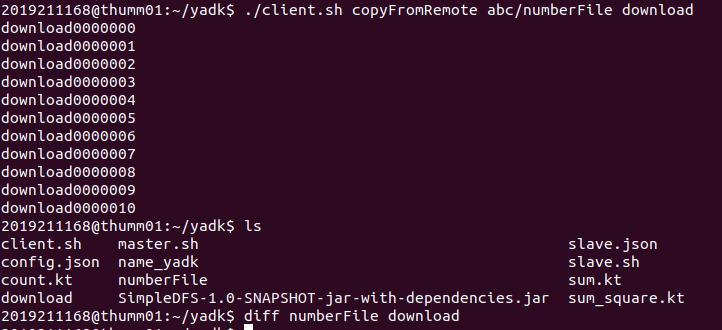 2019211168@thumm01:~/yadk$ ./client.sh copyFromRemote abc/numberFile download
download0000000
download0000001
download0000002
download0000003
download0000004
download0000005
download0000006
download0000007
download0000008
download0000009
download0000010
2019211168@thumm01:~/yadk$ ls
client.sh    master.sh                                       slave.json
config.json  name_yadk                                       slave.sh
count.kt     numberFile                                      sum.kt
download     SimpleDFS-1.0-SNAPSHOT-jar-with-dependencies.jar  sum_square.kt
2019211168@thumm01:~/yadk$ diff numberFile download
2019211168@thumm01:~/yadk$